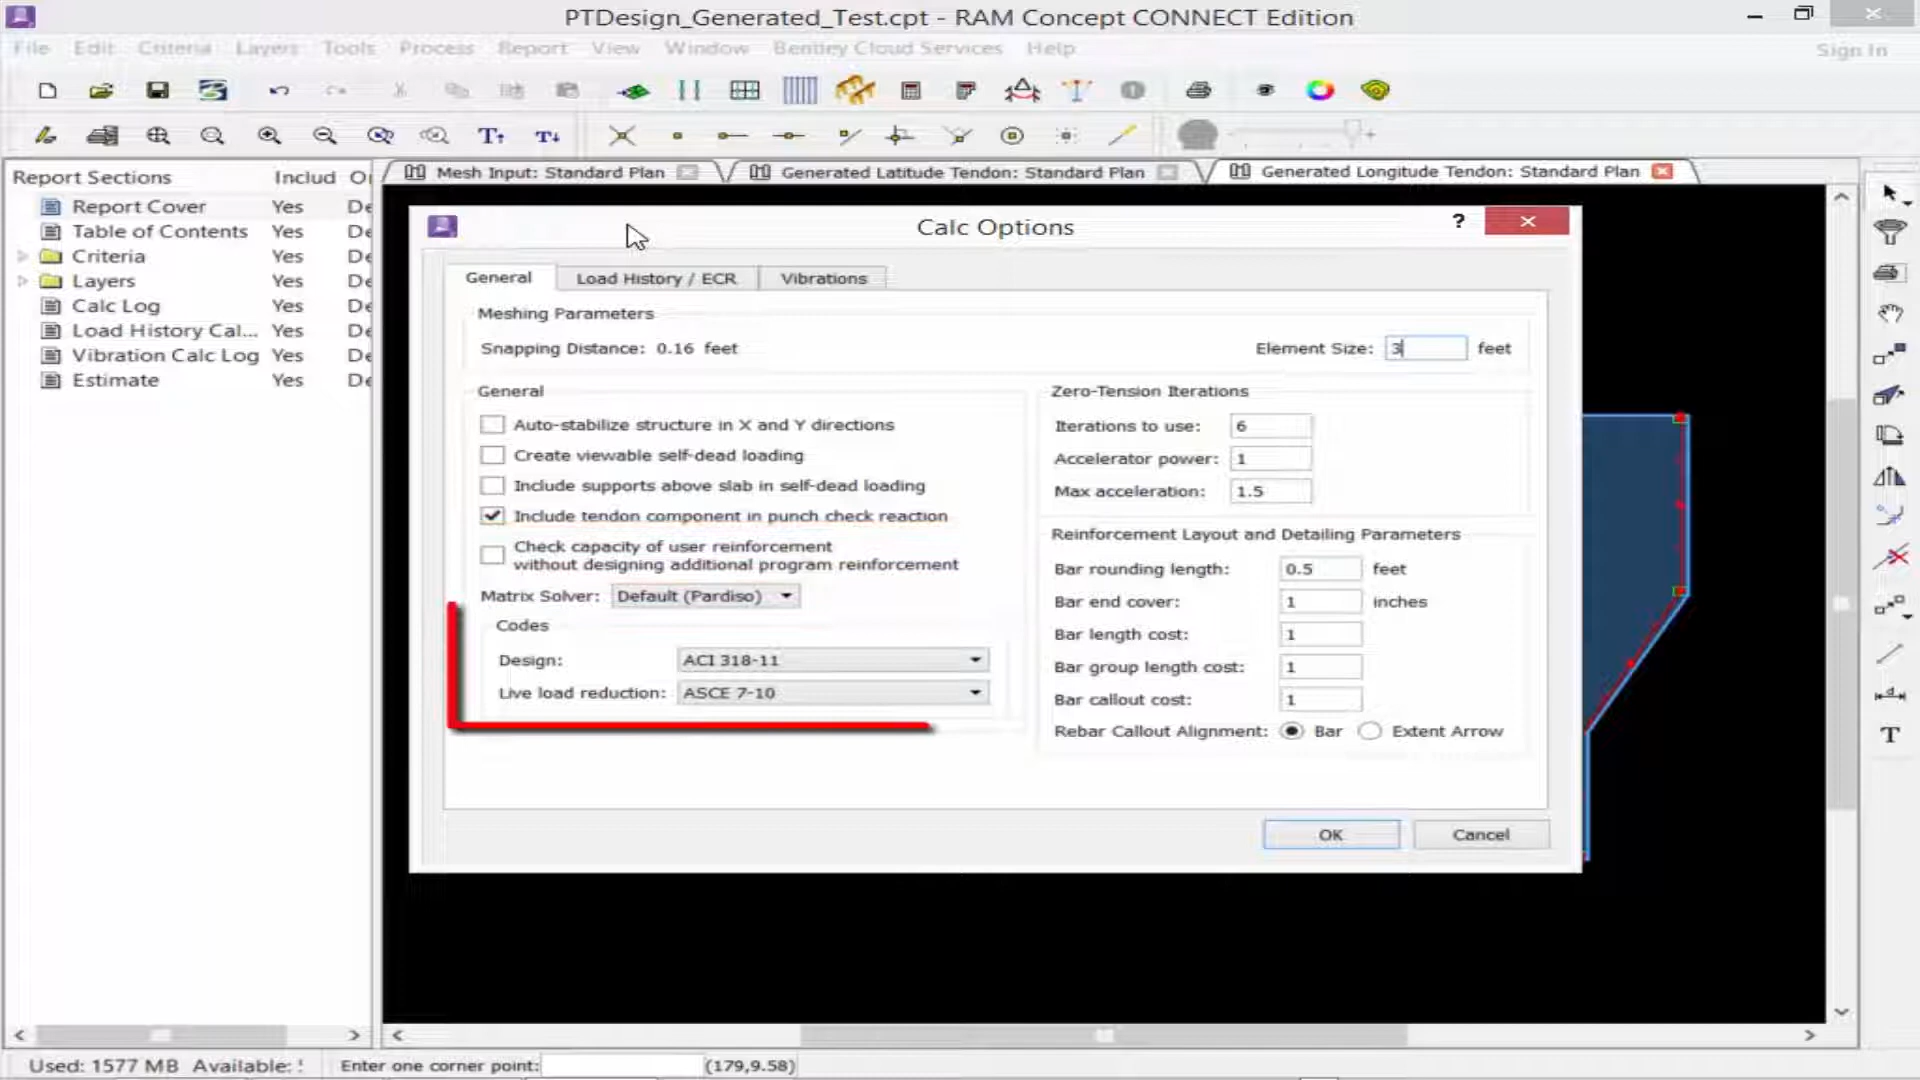 PTDesign_Generated_Test.cpt - RAM Concept CONNECT Edition
File Edit Criteria Layers Tools Process Report View Window Bentley Cloud Services Help Sign In
Report Sections Includ
Report Cover Yes De
Table of Contents Yes De
Criteria Yes De
Layers Yes De
Calc Log Yes De
Load History Cal... Yes De
Vibration Calc Log Yes De
Estimate Yes De
Mesh Input: Standard Plan
Generated Latitude Tendon: Standard Plan
Generated Longitude Tendon: Standard Plan
Calc Options
?
General Load History / ECR Vibrations
Meshing Parameters
Snapping Distance: 0.16 feet
Element Size: 3 feet
General
Auto-stabilize structure in X and Y directions
Create viewable self-dead loading
Include supports above slab in self-dead loading
Include tendon component in punch check reaction
Check capacity of user reinforcement
without designing additional program reinforcement
Matrix Solver: Default (Pardiso)
Codes
Design: ACI 318-11
Live load reduction: ASCE 7-10
Zero-Tension Iterations
Iterations to use: 6
Accelerator power: 1
Max acceleration: 1.5
Reinforcement Layout and Detailing Parameters
Bar rounding length: 0.5 feet
Bar end cover: 1 inches
Bar length cost: 1
Bar group length cost: 1
Bar callout cost: 1
Rebar Callout Alignment: Bar Extent Arrow
OK Cancel
Used: 1577 MB Available:
Enter one corner point: (179,9.58)